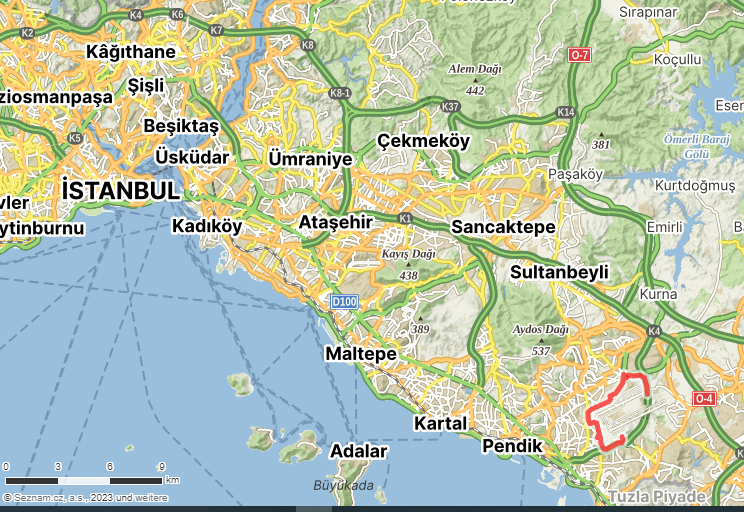 Sırapınar
K4
K6
K7
Kâğıthane
K8
O-7
Koçullu
Şişli
Alem Dağı
442
ziosmanpaşa
K8-1
K37
K14
Beşiktaş
K5
Çekmeköy
381
Ömerli Baraj
Gölü
Üsküdar
Ümraniye
Paşaköy
İSTANBUL
Kurtdoğmuş
vler
Kadıköy
Ataşehir
K1
Sancaktepe
Emirli
ytinburnu
Kayış Dağı
438
Sultanbeyli
Kurna
D100
389
Aydos Dağı
537
K4
Maltepe
O-4
Kartal
Pendik
Adalar
0 3 6 9
km
Büyükada
© Seznam.cz, a.s., 2023 und weitere
Tuzla Piyade